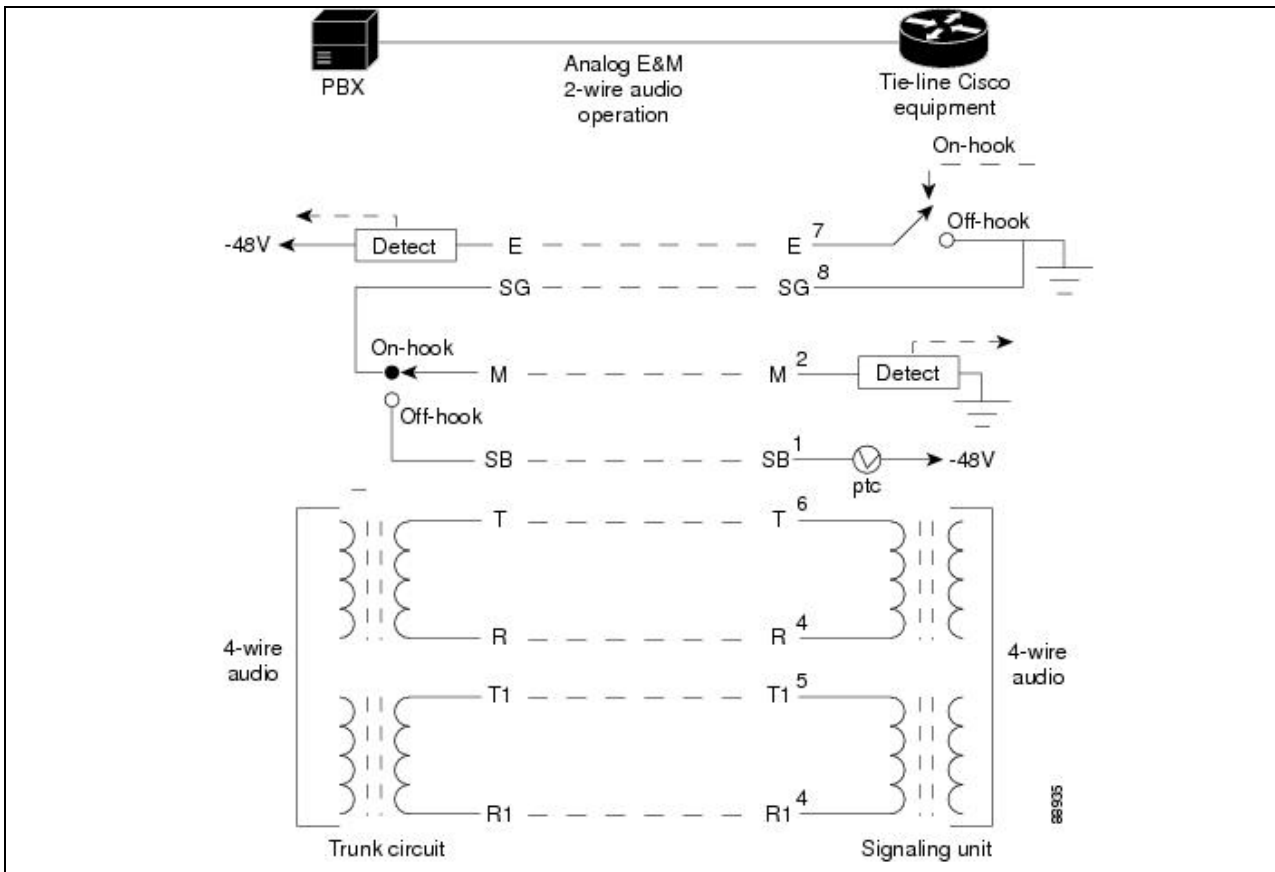 PBX
Analog E&M
2-wire audio
operation
Tie-line Cisco
equipment
On-hook
Off-hook
-48V
Detect
E
E
7
SG
SG
8
On-hook
M
M
2
Detect
Off-hook
SB
SB
1
ptc
-48V
T
T
6
R
R
4
4-wire
audio
4-wire
audio
T1
T1
5
R1
R1
4
88935
Trunk circuit
Signaling unit